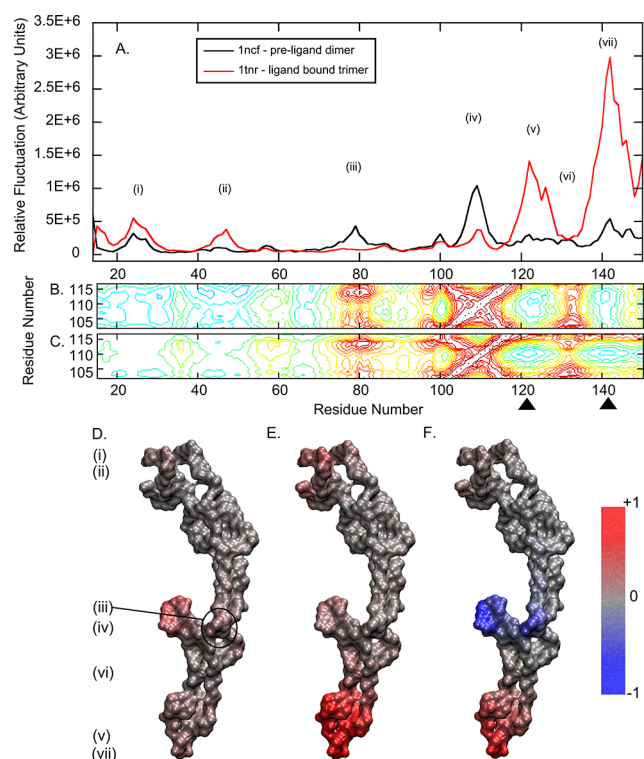 3.5E+6
3E+6
2.5E+6
2E+6
1.5E+6
1E+6
5E+5
0
Relative Fluctuation (Arbitrary Units)
A.
1ncf - pre-ligand dimer
1tnr - ligand bound trimer
(i)
(ii)
(iii)
(iv)
(v)
(vi)
(vii)
20 40 60 80 100 120 140
Residue Number
B.
115
110
105
C.
115
110
105
20 40 60 80 100 120 140
Residue Number
D. E. F.
(i)
(ii)
(iii)
(iv)
(vi)
(v)
(vii)
+1
0
-1